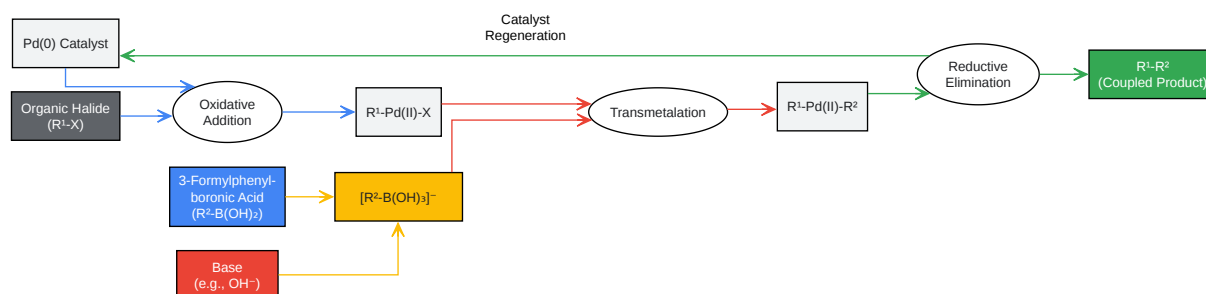 Catalyst
Regeneration
Pd(0) Catalyst
Organic Halide
(R¹-X)
Oxidative
Addition
R¹-Pd(II)-X
Transmetalation
R¹-Pd(II)-R²
Reductive
Elimination
R¹-R²
(Coupled Product)
3-Formylphenyl-
boronic Acid
(R²-B(OH)₂)
[R²-B(OH)₃]⁻
Base
(e.g., OH⁻)